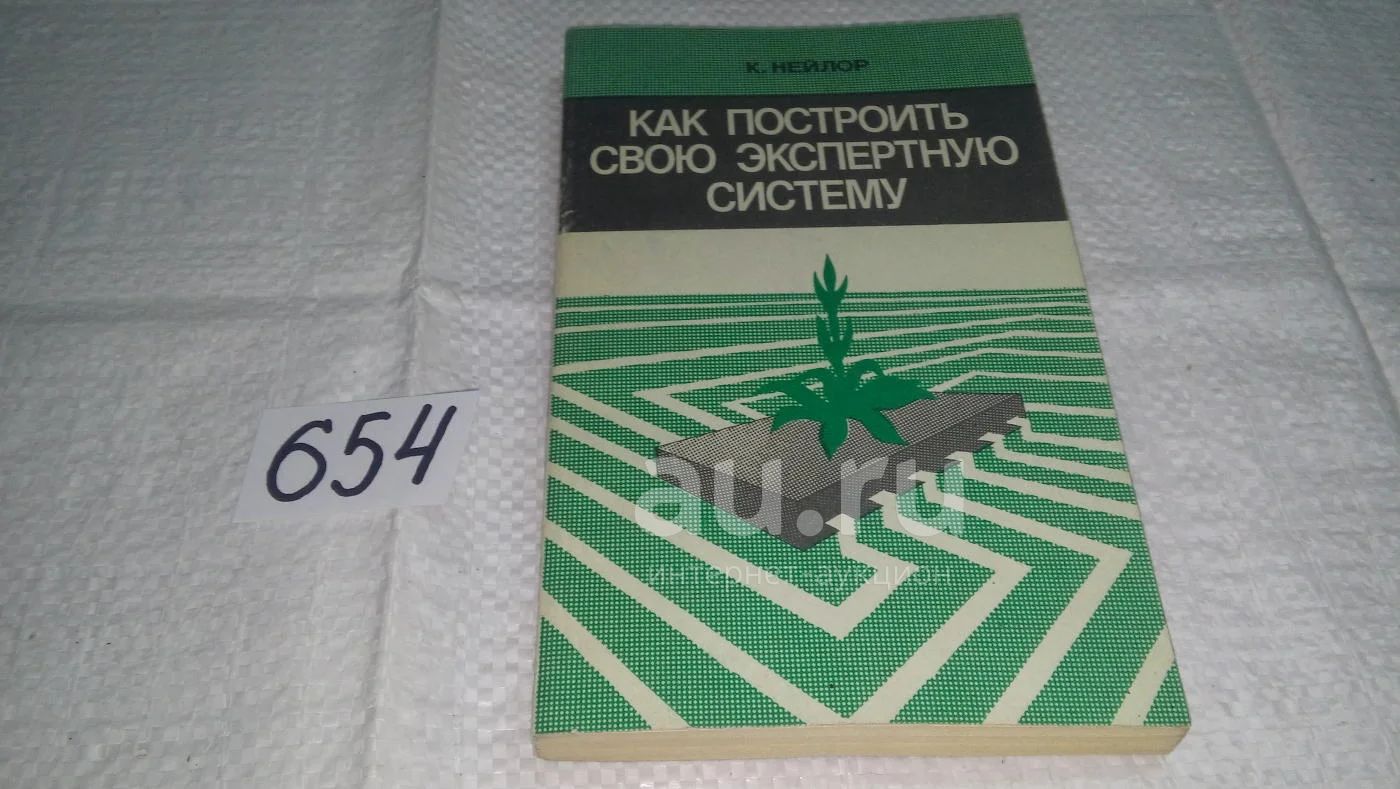 К. НЕЙЛОР
КАК ПОСТРОИТЬ
СВОЮ ЭКСПЕРТНУЮ
СИСТЕМУ
654
au.ru
интернет-аукцион